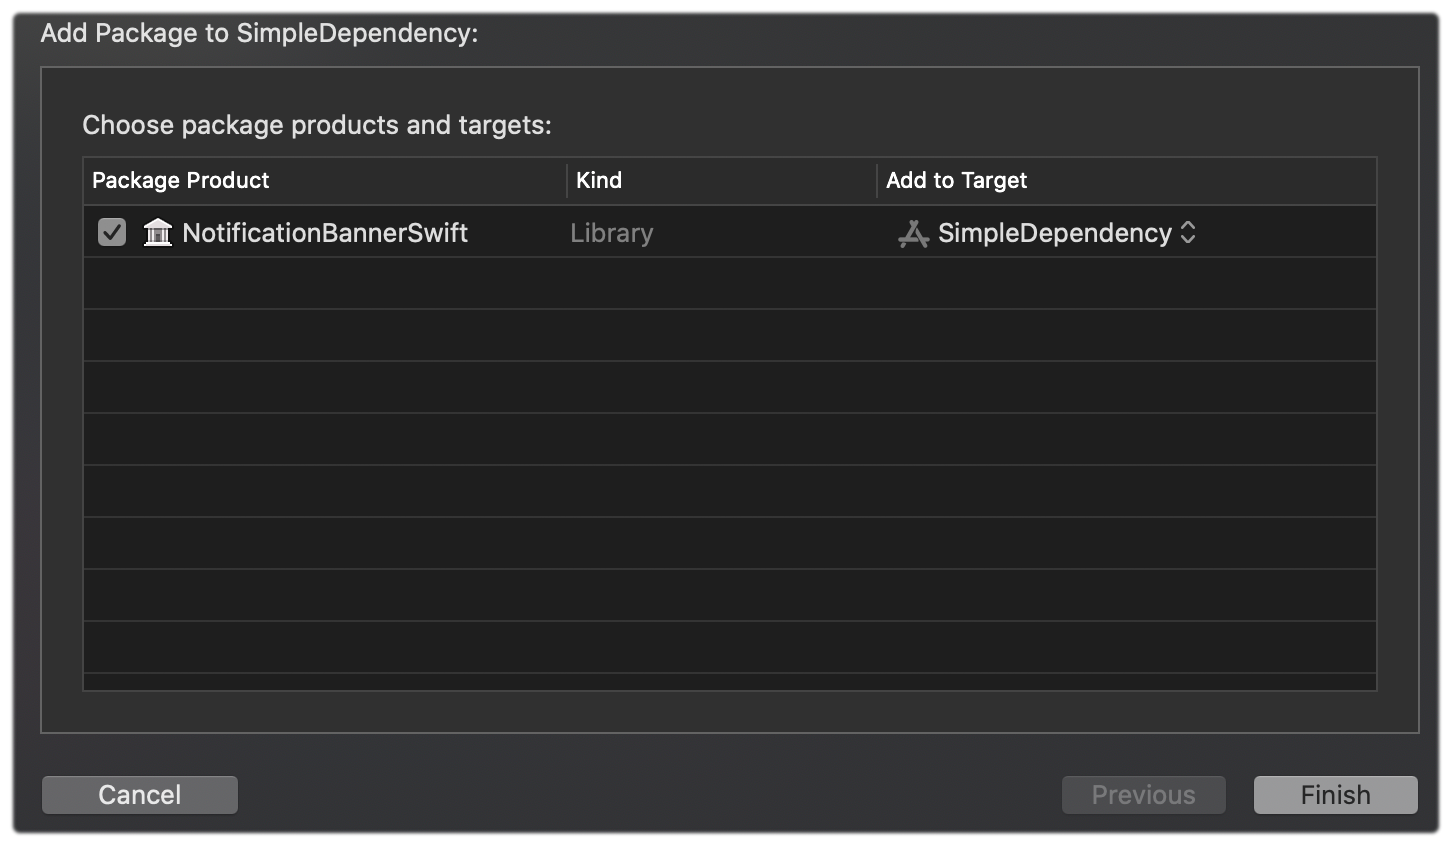 Add Package to SimpleDependency:
Choose package products and targets:
Package Product Kind Add to Target
NotificationBannerSwift Library SimpleDependency
Cancel Previous Finish